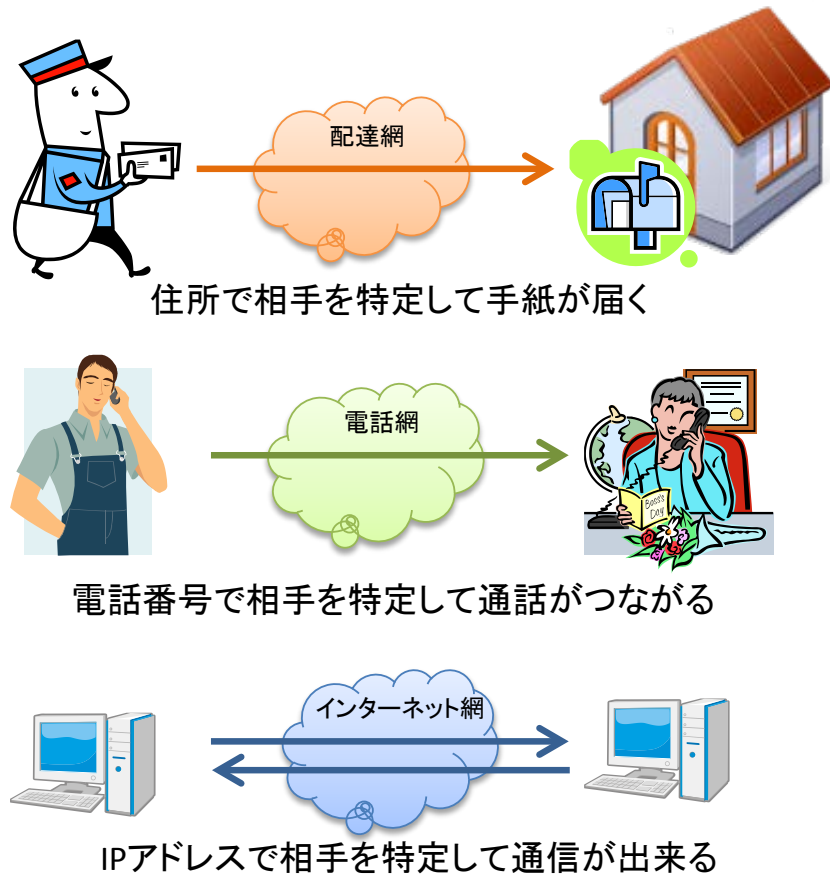 配達網
住所で相手を特定して手紙が届く
電話網
Boss's
Day
電話番号で相手を特定して通話がつながる
インターネット網
IPアドレスで相手を特定して通信が出来る